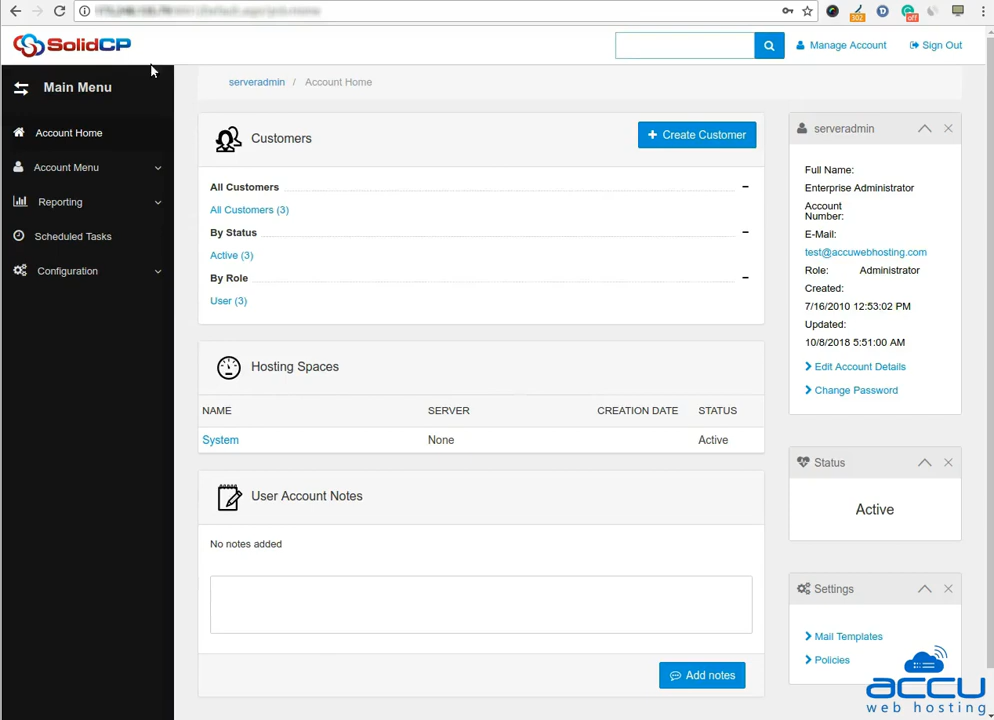 302
off
SolidCP
Manage Account
Sign Out
Main Menu
serveradmin / Account Home
Account Home
Account Menu
Reporting
Scheduled Tasks
Configuration
Customers
+ Create Customer
All Customers
All Customers (3)
By Status
Active (3)
By Role
User (3)
Hosting Spaces
NAME SERVER CREATION DATE STATUS
System None Active
User Account Notes
No notes added
Add notes
serveradmin
Full Name:
Enterprise Administrator
Account
Number:
E-Mail:
test@accuwebhosting.com
Role: Administrator
Created:
7/16/2010 12:53:02 PM
Updated:
10/8/2018 5:51:00 AM
Edit Account Details
Change Password
Status
Active
Settings
Mail Templates
Policies
accu
web hosting